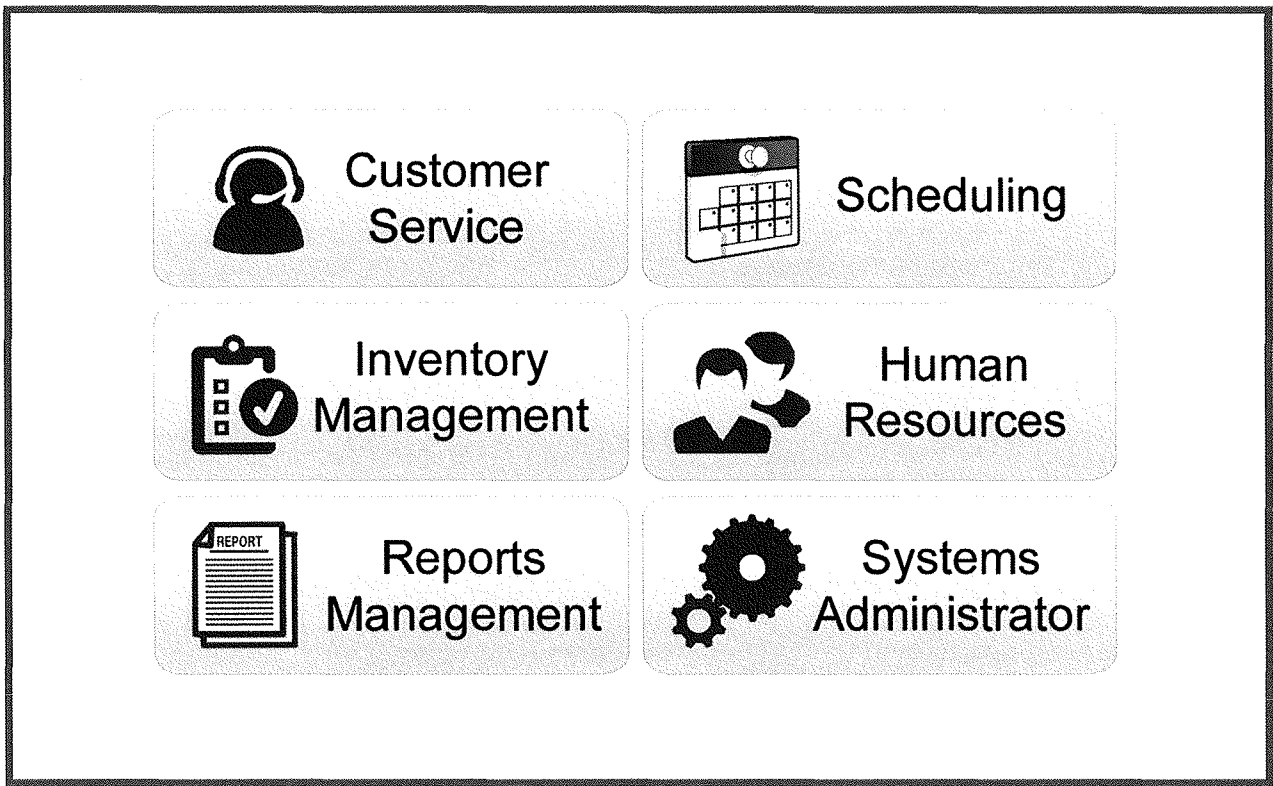 Customer
Service
Scheduling
Inventory
Management
Human
Resources
REPORT
Reports
Management
Systems
Administrator